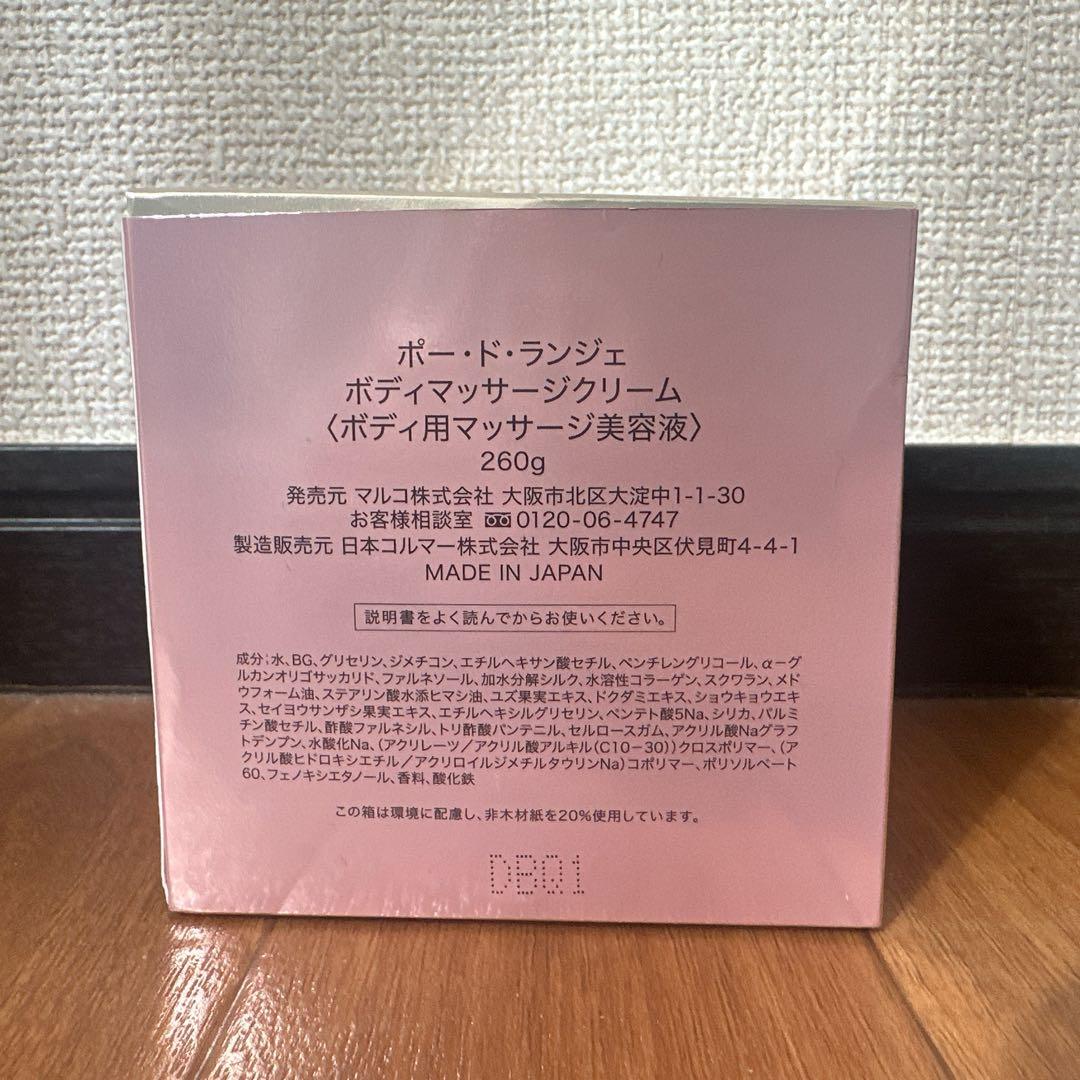 ポー・ド・ランジェ
ボディマッサージクリーム
〈ボディ用マッサージ美容液〉
260g
発売元 マルコ株式会社 大阪市北区大淀中1-1-30
お客様相談室 0120-06-4747
製造販売元 日本コルマー株式会社 大阪市中央区伏見町4-4-1
MADE IN JAPAN
説明書をよく読んでからお使いください。
成分:水、BG、グリセリン、ジメチコン、エチルヘキサン酸セチル、ペンチレングリコール、α-グ
ルカンオリゴサッカリド、ファルネソール、加水分解シルク、水溶性コラーゲン、スクワラン、メド
ウフォーム油、ステアリン酸水添ヒマシ油、ユズ果実エキス、ドクダミエキス、ショウキョウエキ
ス、セイヨウサンザシ果実エキス、エチルヘキシルグリセリン、ペンテト酸5Na、シリカ、パルミ
チン酸セチル、酢酸ファルネシル、トリ酢酸パンテニル、セルロースガム、アクリル酸Naグラフ
トデンプン、水酸化Na、(アクリレーツ/アクリル酸アルキル(C10-30))クロスポリマー、(ア
クリル酸ヒドロキシエチル/アクリロイルジメチルタウリンNa)コポリマー、ポリソルベート
60、フェノキシエタノール、香料、酸化鉄
この箱は環境に配慮し、非木材紙を20%使用しています。
DBQ1